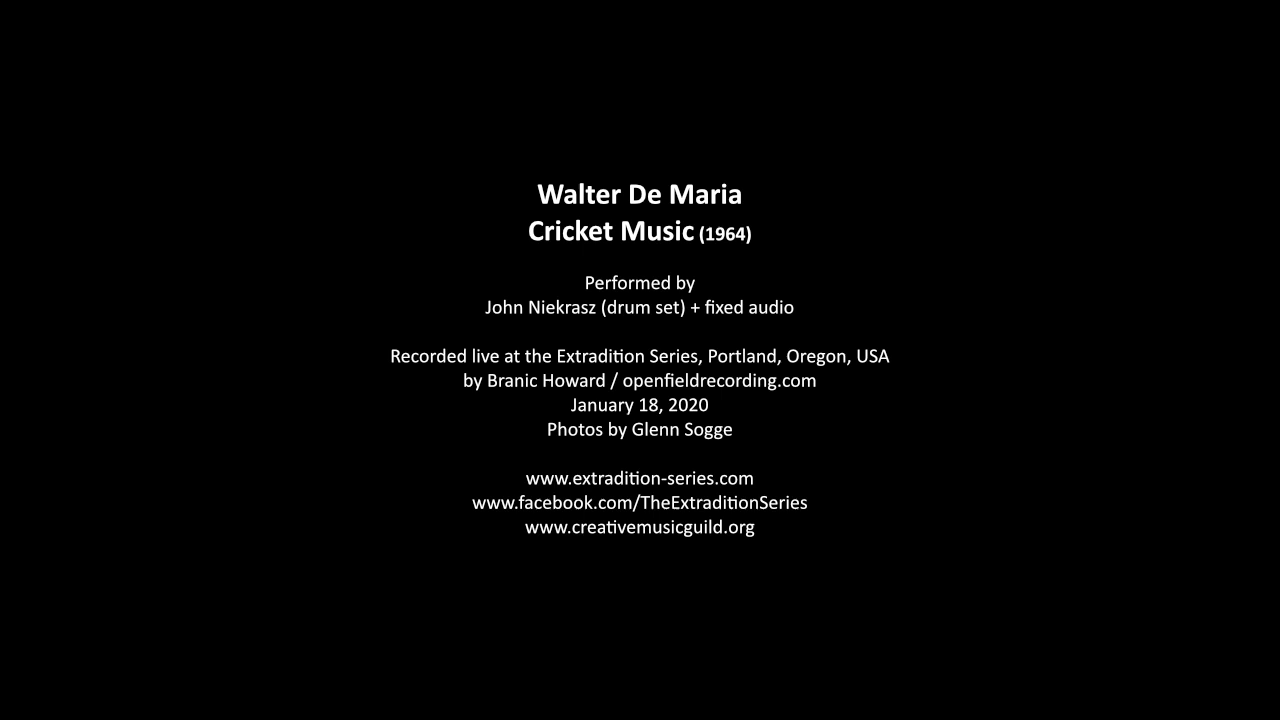 Walter De Maria
Cricket Music (1964)
Performed by
John Niekrasz (drum set) + fixed audio
Recorded live at the Extradition Series, Portland, Oregon, USA
by Branic Howard / openfieldrecording.com
January 18, 2020
Photos by Glenn Sogge
www.extradition-series.com
www.facebook.com/TheExtraditionSeries
www.creativemusicguild.org